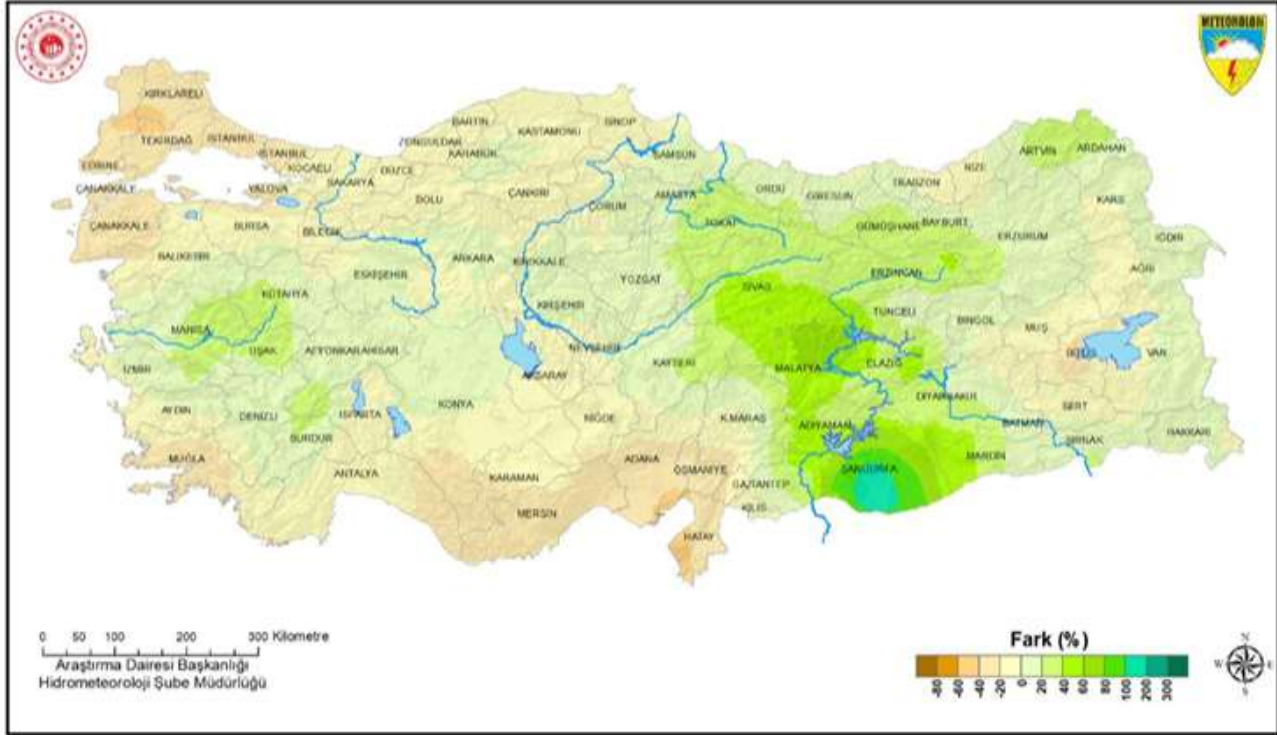 METEOROLOJİ
KIRKLARELİ
TEKİRDAĞ
İSTANBUL
EDİRNE
İSTANBUL
KOCAELİ
YALOVA
SAKARYA
DÜZCE
ZONGULDAK
BARTIN
KARABÜK
KASTAMONU
SİNOP
SAMSUN
ÇANAKKALE
ÇANAKKALE
BALIKESİR
BURSA
BİLECİK
BOLU
ÇANKIRI
ÇORUM
AMASYA
ORDU
GİRESUN
TRABZON
RİZE
ARTVİN
ARDAHAN
KARS
IĞDIR
AĞRI
ERZURUM
BAYBURT
GÜMÜŞHANE
TOKAT
ESKİŞEHİR
ANKARA
KIRIKKALE
YOZGAT
SİVAS
ERZİNCAN
TUNCELİ
BİNGÖL
MUŞ
BİTLİS
VAN
KÜTAHYA
MANİSA
UŞAK
AFYONKARAHİSAR
KIRŞEHİR
NEVŞEHİR
KAYSERİ
MALATYA
ELAZIĞ
DİYARBAKIR
İZMİR
AKSARAY
AYDIN
DENİZLİ
ISPARTA
KONYA
NİĞDE
K.MARAŞ
ADIYAMAN
BATMAN
SİİRT
ŞIRNAK
HAKKARİ
MUĞLA
BURDUR
ANTALYA
KARAMAN
ADANA
OSMANİYE
GAZİANTEP
ŞANLIURFA
MARDİN
MERSİN
KİLİS
HATAY
0 50 100 200 300 Kilometre
Araştırma Dairesi Başkanlığı
Hidrometeoroloji Şube Müdürlüğü
Fark (%)
-80 -60 -40 -20 0 20 40 60 80 100 200 300
N
W E
S